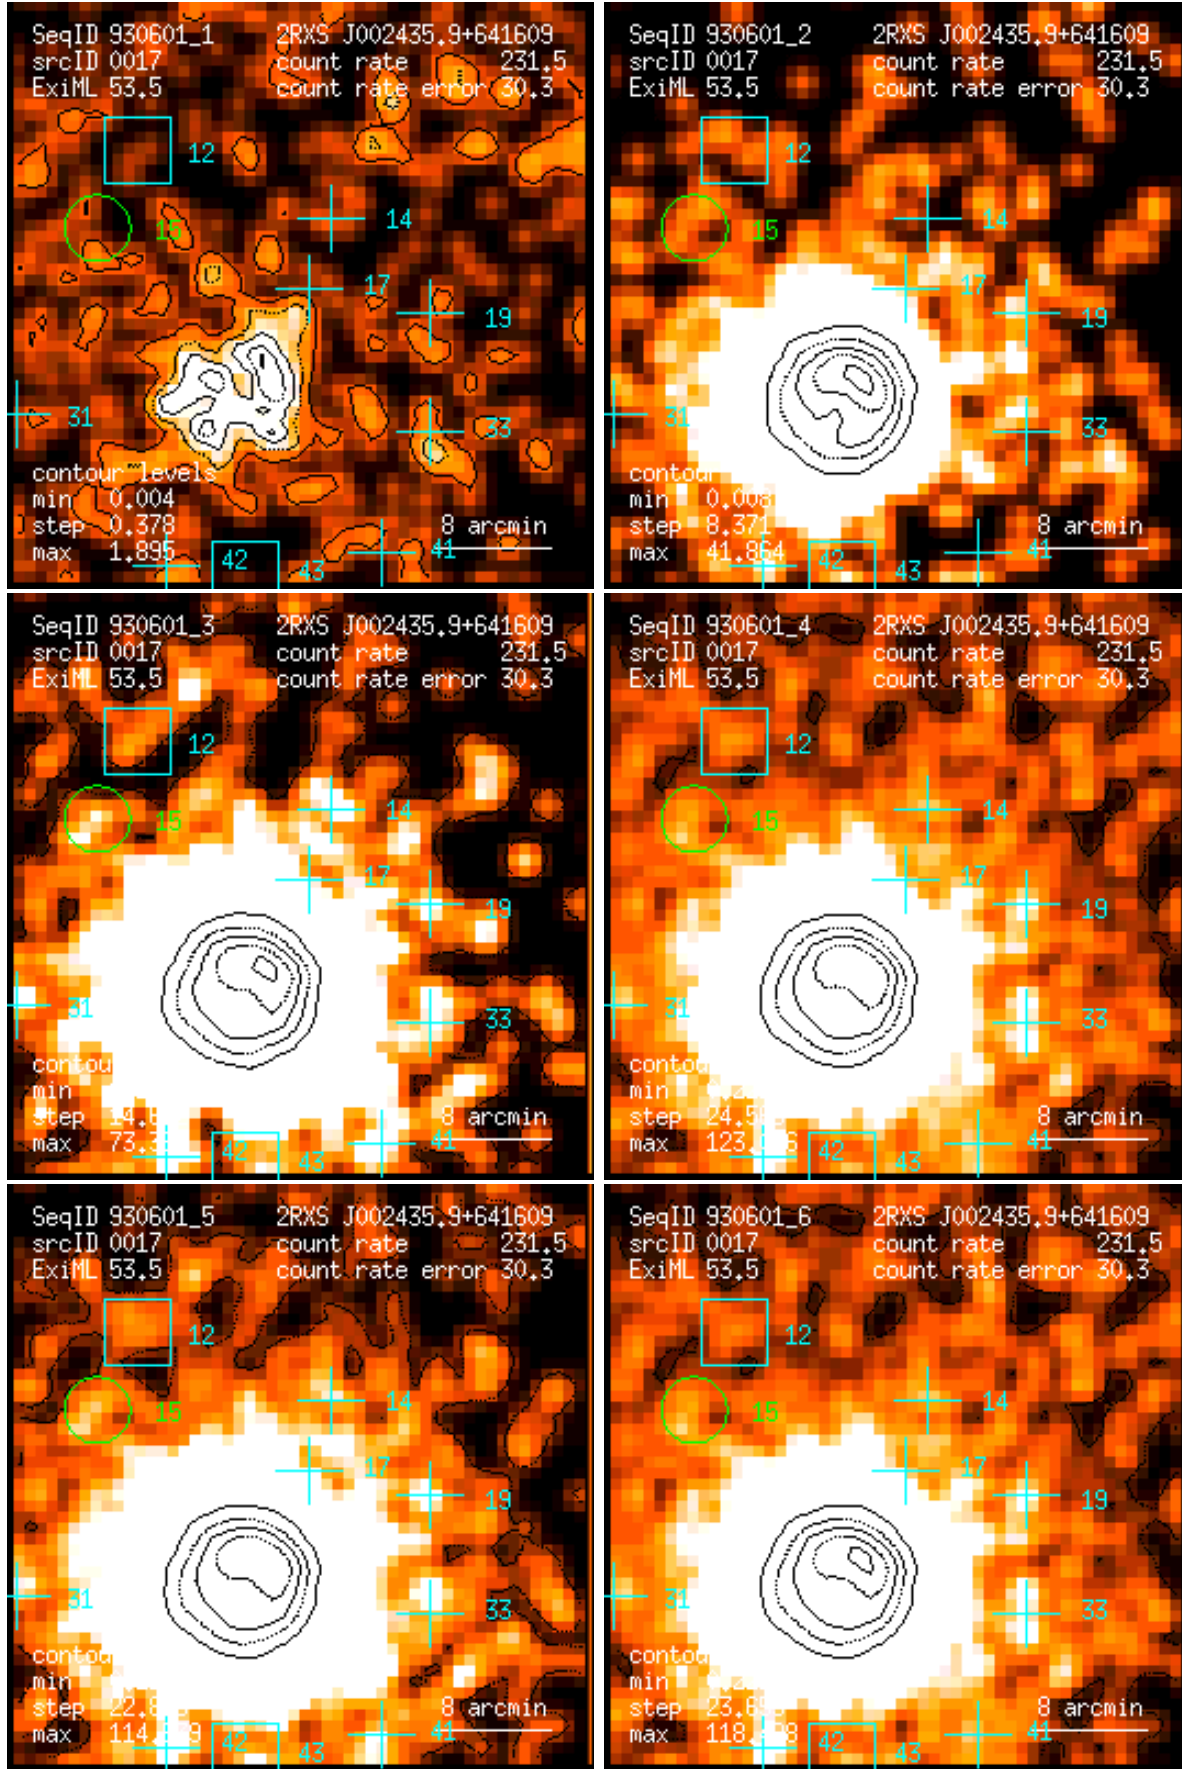 SeqID 930601_1 2RXS J002435.9+641609
srcID 0017 count rate 231.5
ExiML 53.5 count rate error 30.3
12
15
14
17
19
31
33
contour levels
min 0.004
step 0.378 8 arcmin
max 1.895
42 43 41
SeqID 930601_2 2RXS J002435.9+641609
srcID 0017 count rate 231.5
ExiML 53.5 count rate error 30.3
12
14
15
17
19
31
33
min 0.008
step 8.371 8 arcmin
max 41.864
42 43 41
SeqID 930601_3 2RXS J002435.9+641609
srcID 0017 count rate 231.5
ExiML 53.5 count rate error 30.3
12
14
15
17
19
31
33
min
step 8 arcmin
max
42 43 41
SeqID 930601_4 2RXS J002435.9+641609
srcID 0017 count rate 231.5
ExiML 53.5 count rate error 30.3
12
14
15
17
19
31
33
min
step 8 arcmin
max
42 43 41
SeqID 930601_5 2RXS J002435.9+641609
srcID 0017 count rate 231.5
ExiML 53.5 count rate error 30.3
12
14
15
17
19
31
33
min
step 8 arcmin
max
42 43 41
SeqID 930601_6 2RXS J002435.9+641609
srcID 0017 count rate 231.5
ExiML 53.5 count rate error 30.3
12
14
15
17
19
31
33
min
step 8 arcmin
max
42 43 41